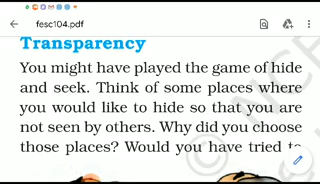 fesc104.pdf
Transparency
You might have played the game of hide
and seek. Think of some places where
you would like to hide so that you are
not seen by others. Why did you choose
those places? Would you have tried to
© NC